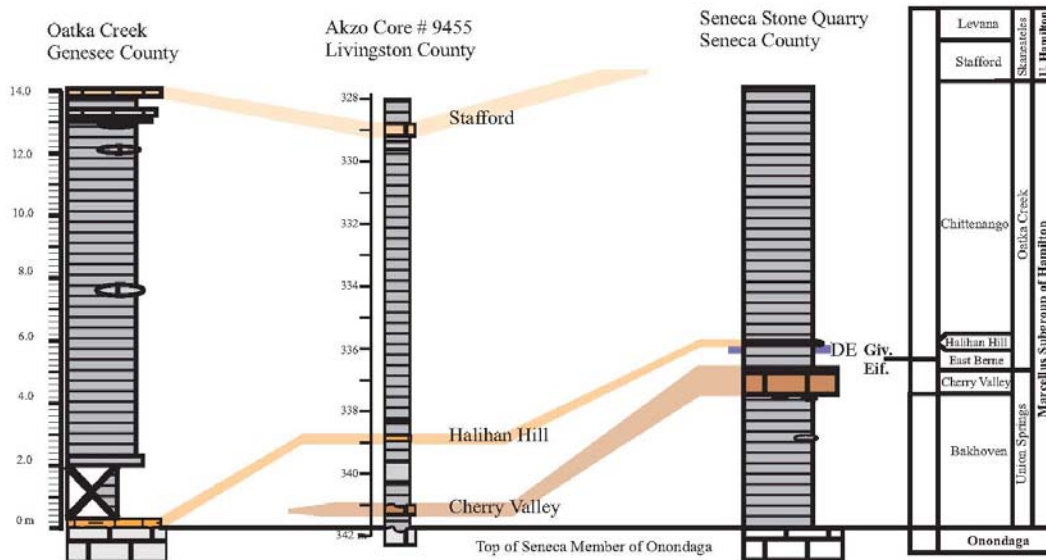 Oatka Creek
Genesee County
Akzo Core # 9455
Livingston County
Seneca Stone Quarry
Seneca County
14.0
12.0
10.0
8.0
6.0
4.0
2.0
0 m
328
330
332
334
336
338
340
342
Stafford
Halihan Hill
Cherry Valley
DE Giv.
Eif.
Top of Seneca Member of Onondaga
Levana
Stafford
Chittenango
Halihan Hill
East Berne
Cherry Valley
Bakhoven
Onondaga
Skaneateles
Oatka Creek
Union Springs
U. Hamilton
Marcellus Subgroup of Hamilton